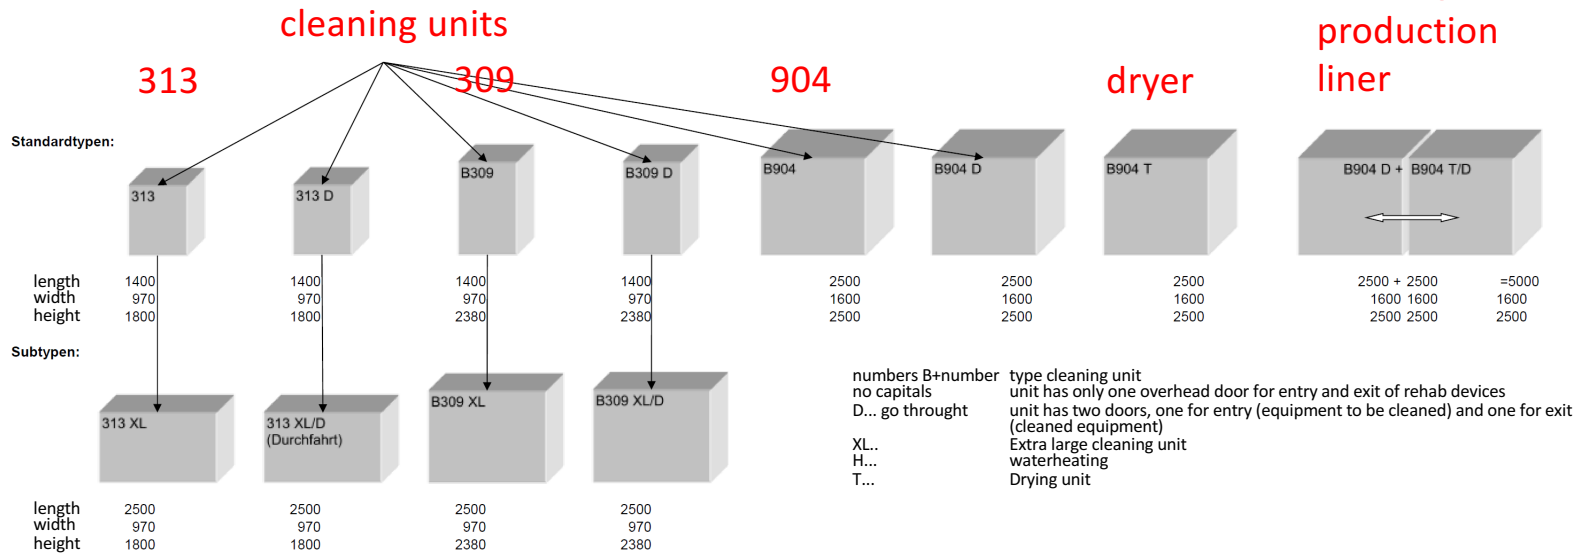 cleaning units
production
liner
313
309
904
dryer
Standardtypen:
313
313 D
B309
B309 D
B904
B904 D
B904 T
B904 D + B904 T/D
length 1400 1400 1400 1400 2500 2500 2500 2500 + 2500 =5000
width 970 970 970 970 1600 1600 1600 1600 1600 1600
height 1800 1800 2380 2380 2500 2500 2500 2500 2500 2500
Subtypen:
313 XL
313 XL/D
(Durchfahrt)
B309 XL
B309 XL/D
numbers B+number type cleaning unit
no capitals unit has only one overhead door for entry and exit of rehab devices
D... go throught unit has two doors, one for entry (equipment to be cleaned) and one for exit
(cleaned equipment)
XL.. Extra large cleaning unit
H... waterheating
T... Drying unit
length 2500 2500 2500 2500
width 970 970 970 970
height 1800 1800 2380 2380